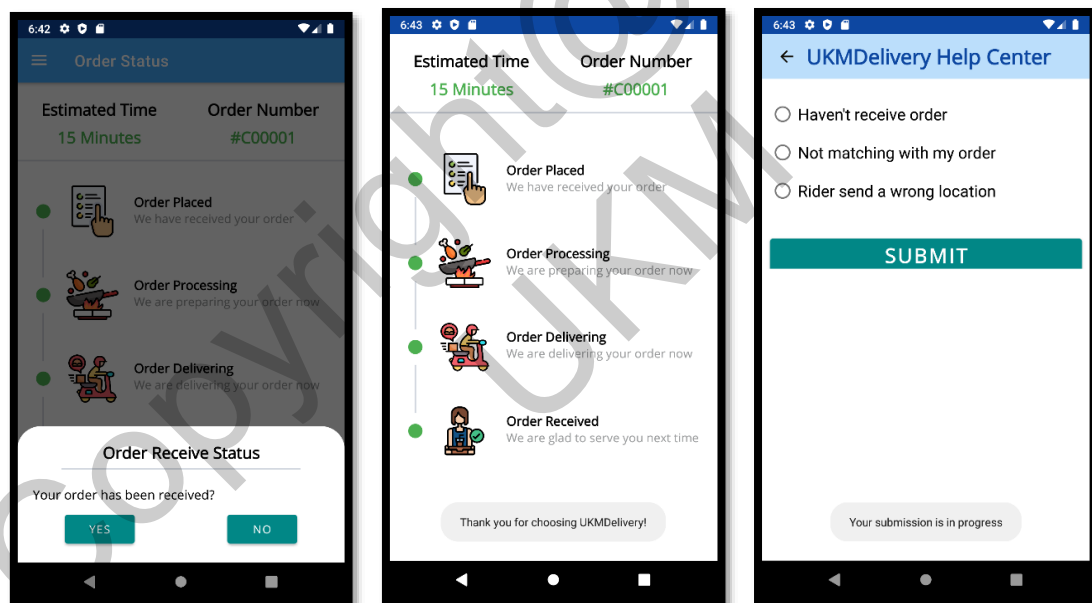 6:42
Order Status
Estimated Time Order Number
15 Minutes #C00001
Order Placed
We have received your order
Order Processing
We are preparing your order now
Order Delivering
We are delivering your order now
Order Receive Status
Your order has been received?
YES NO
6:43
Estimated Time Order Number
15 Minutes #C00001
Order Placed
We have received your order
Order Processing
We are preparing your order now
Order Delivering
We are delivering your order now
Order Received
We are glad to serve you next time
Thank you for choosing UKMDelivery!
6:43
UKMDelivery Help Center
Haven't receive order
Not matching with my order
Rider send a wrong location
SUBMIT
Your submission is in progress
Copyright@
UKM